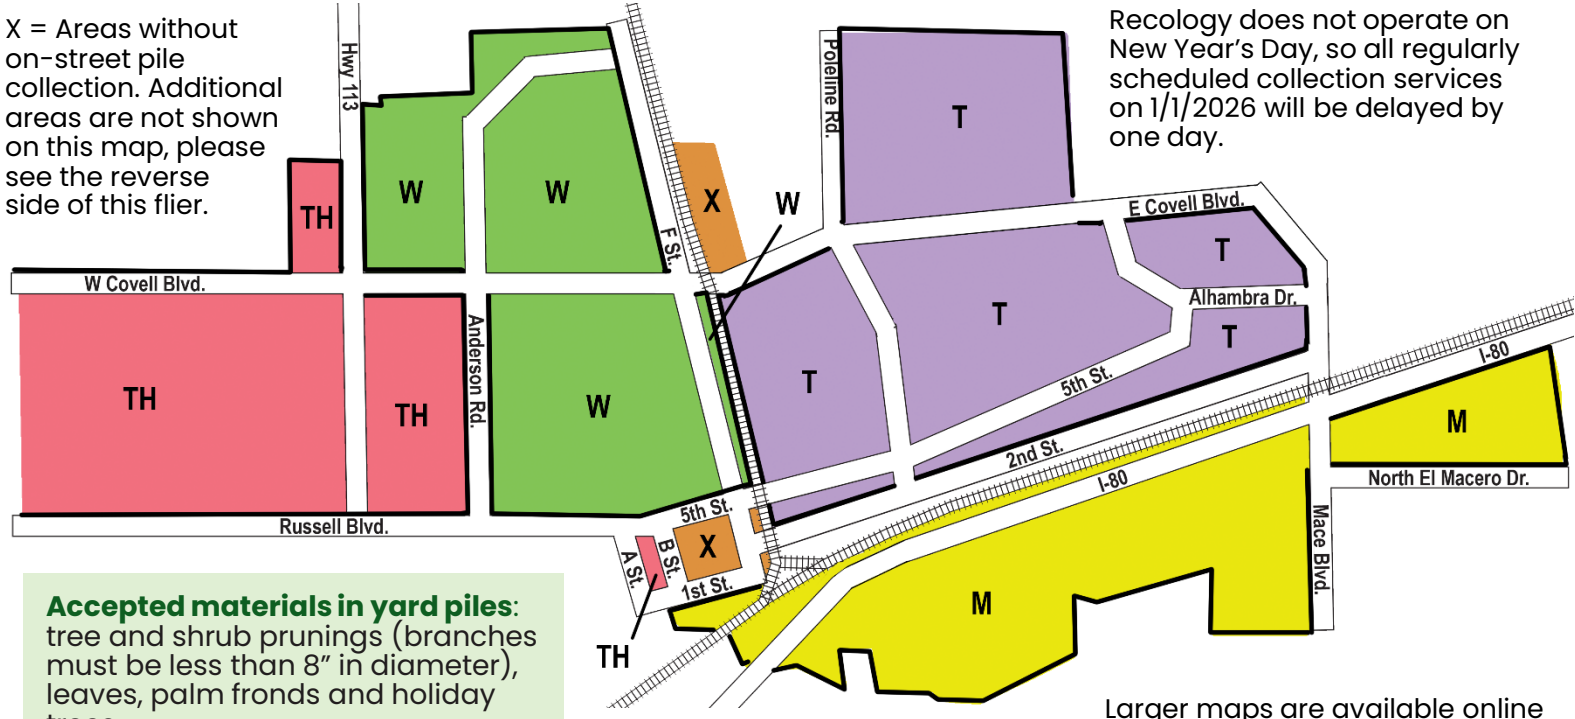 X = Areas without
on-street pile
collection. Additional
areas are not shown
on this map, please
see the reverse
side of this flier.
Recology does not operate on
New Year's Day, so all regularly
scheduled collection services
on 1/1/2026 will be delayed by
one day.
Hwy 113
Poleline Rd.
T
W
W
X
W
TH
F St.
E Covell Blvd.
T
W Covell Blvd.
Alhambra Dr.
Anderson Rd.
T
T
I-80
TH
TH
W
T
5th St.
M
2nd St.
I-80
North El Macero Dr.
Russell Blvd.
5th St.
A St.
B St.
X
1st St.
Mace Blvd.
M
TH
Accepted materials in yard piles:
tree and shrub prunings (branches
must be less than 8” in diameter),
leaves, palm fronds and holiday
Larger maps are available online